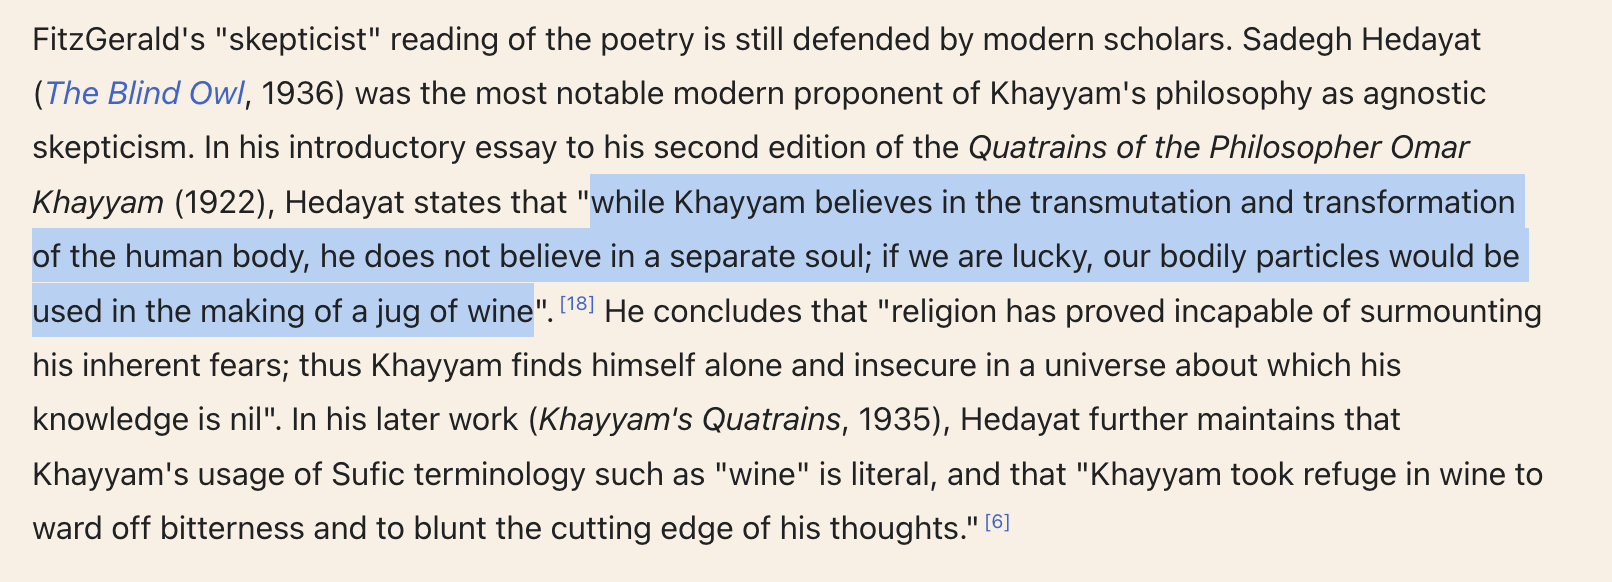 FitzGerald's "skepticist" reading of the poetry is still defended by modern scholars. Sadegh Hedayat
(The Blind Owl, 1936) was the most notable modern proponent of Khayyam's philosophy as agnostic
skepticism. In his introductory essay to his second edition of the Quatrains of the Philosopher Omar
Khayyam (1922), Hedayat states that "while Khayyam believes in the transmutation and transformation
of the human body, he does not believe in a separate soul; if we are lucky, our bodily particles would be
used in the making of a jug of wine". [18] He concludes that "religion has proved incapable of surmounting
his inherent fears; thus Khayyam finds himself alone and insecure in a universe about which his
knowledge is nil". In his later work (Khayyam's Quatrains, 1935), Hedayat further maintains that
Khayyam's usage of Sufic terminology such as "wine" is literal, and that "Khayyam took refuge in wine to
ward off bitterness and to blunt the cutting edge of his thoughts." [6]